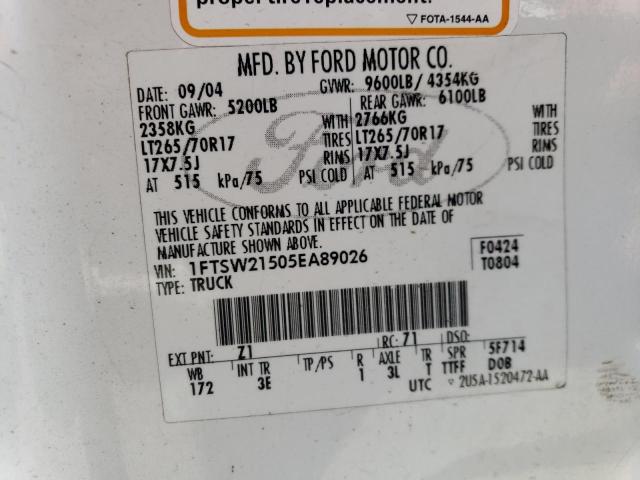 proper tire replacement.
▽ FOTA-1544-AA
MFD. BY FORD MOTOR CO.
DATE: 09/04 GVWR: 9600LB/ 4354KG
FRONT GAWR: 5200LB REAR GAWR: 6100LB
2358KG WITH 2766KG WITH
LT265/70R17 TIRES LT265/70R17 TIRES
17X7.5J RIMS 17X7.5J RIMS
AT 515 kPa/75 PSI COLD AT 515 kPa/75 PSI COLD
Ford
THIS VEHICLE CONFORMS TO ALL APPLICABLE FEDERAL MOTOR
VEHICLE SAFETY STANDARDS IN EFFECT ON THE DATE OF
MANUFACTURE SHOWN ABOVE.
VIN: 1FTSW21505EA89026 F0424
TYPE: TRUCK T0804
EXT PNT: Z1 RC: 71 DSO:
WB INT TR TP/PS R AXLE TR SPR 5F714
172 3E 1 3L T TTFF D0B
UTC ▽ 2U5A-1520472-AA